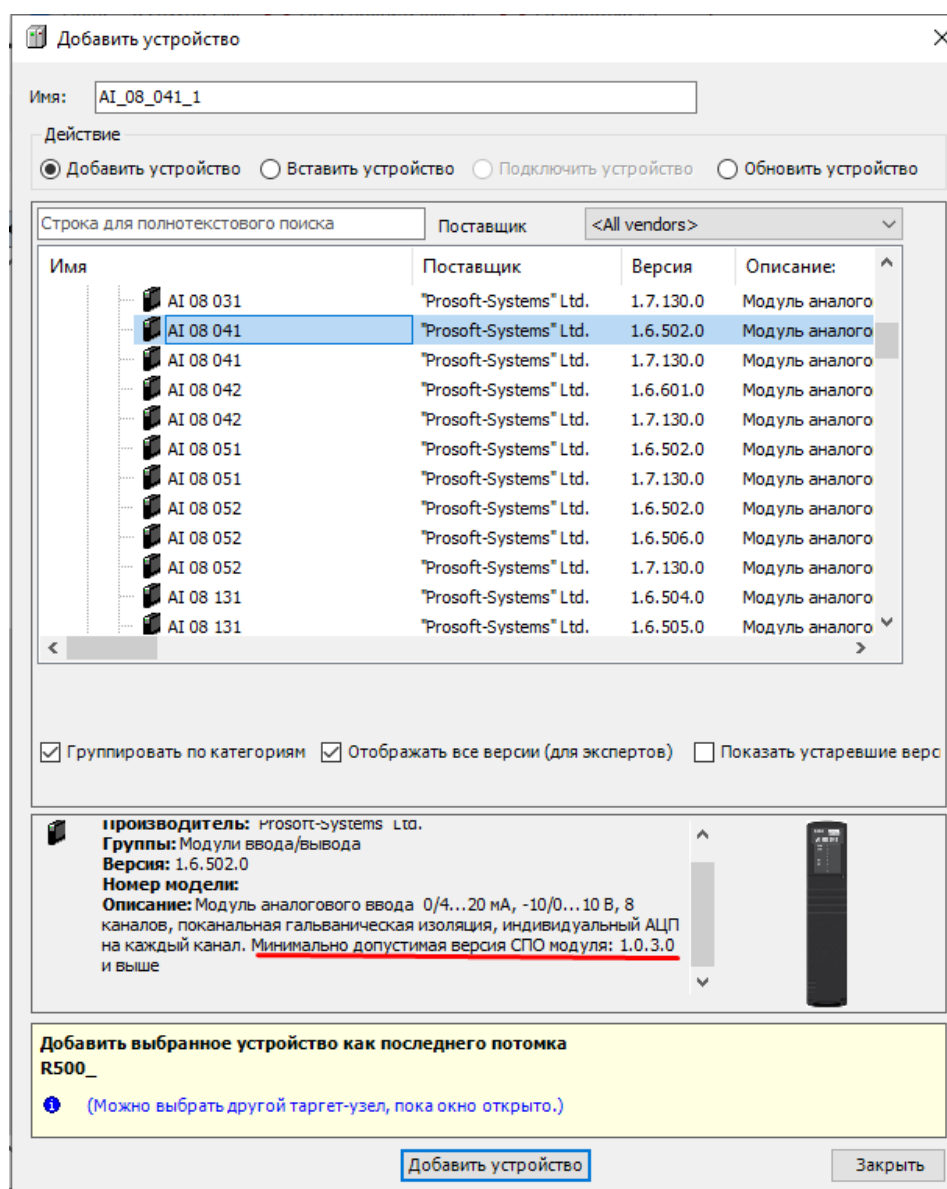 Добавить устройство
Имя: AI_08_041_1
Действие
Добавить устройство Вставить устройство Подключить устройство Обновить устройство
Строка для полнотекстового поиска Поставщик <All vendors>
Имя Поставщик Версия Описание:
AI 08 031 "Prosoft-Systems" Ltd. 1.7.130.0 Модуль аналого
AI 08 041 "Prosoft-Systems" Ltd. 1.6.502.0 Модуль аналого
AI 08 041 "Prosoft-Systems" Ltd. 1.7.130.0 Модуль аналого
AI 08 042 "Prosoft-Systems" Ltd. 1.6.601.0 Модуль аналого
AI 08 042 "Prosoft-Systems" Ltd. 1.7.130.0 Модуль аналого
AI 08 051 "Prosoft-Systems" Ltd. 1.6.502.0 Модуль аналого
AI 08 051 "Prosoft-Systems" Ltd. 1.7.130.0 Модуль аналого
AI 08 052 "Prosoft-Systems" Ltd. 1.6.502.0 Модуль аналого
AI 08 052 "Prosoft-Systems" Ltd. 1.6.506.0 Модуль аналого
AI 08 052 "Prosoft-Systems" Ltd. 1.7.130.0 Модуль аналого
AI 08 131 "Prosoft-Systems" Ltd. 1.6.504.0 Модуль аналого
AI 08 131 "Prosoft-Systems" Ltd. 1.6.505.0 Модуль аналого
Группировать по категориям Отображать все версии (для экспертов) Показать устаревшие верс
Производитель: Prosoft-Systems Ltd.
Группы: Модули ввода/вывода
Версия: 1.6.502.0
Номер модели:
Описание: Модуль аналогового ввода 0/4...20 мА, -10/0...10 В, 8
каналов, поканальная гальваническая изоляция, индивидуальный АЦП
на каждый канал. Минимально допустимая версия СПО модуля: 1.0.3.0
и выше
Добавить выбранное устройство как последнего потомка
R500_
(Можно выбрать другой таргет-узел, пока окно открыто.)
Добавить устройство Закрыть